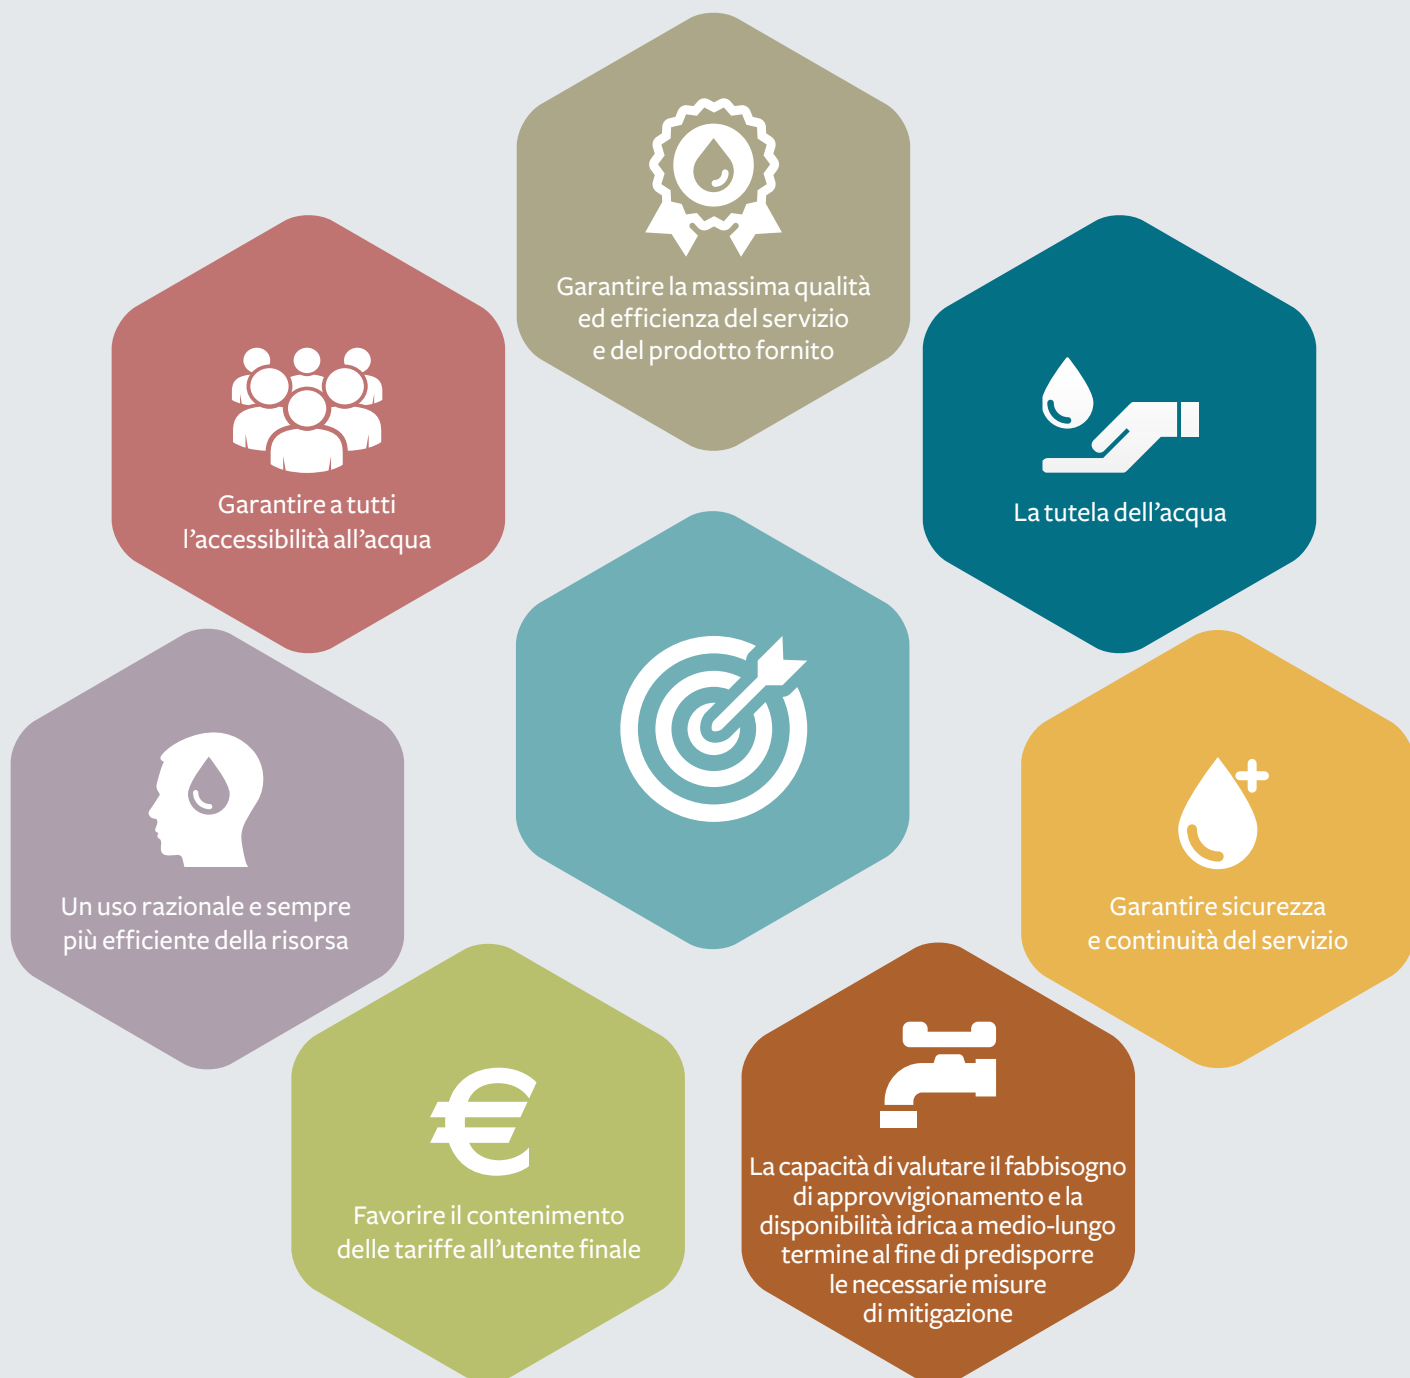 Garantire la massima qualità
ed efficienza del servizio
e del prodotto fornito
Garantire a tutti
l’accessibilità all’acqua
La tutela dell’acqua
Un uso razionale e sempre
più efficiente della risorsa
Garantire sicurezza
e continuità del servizio
Favorire il contenimento
delle tariffe all’utente finale
La capacità di valutare il fabbisogno
di approvvigionamento e la
disponibilità idrica a medio-lungo
termine al fine di predisporre
le necessarie misure
di mitigazione